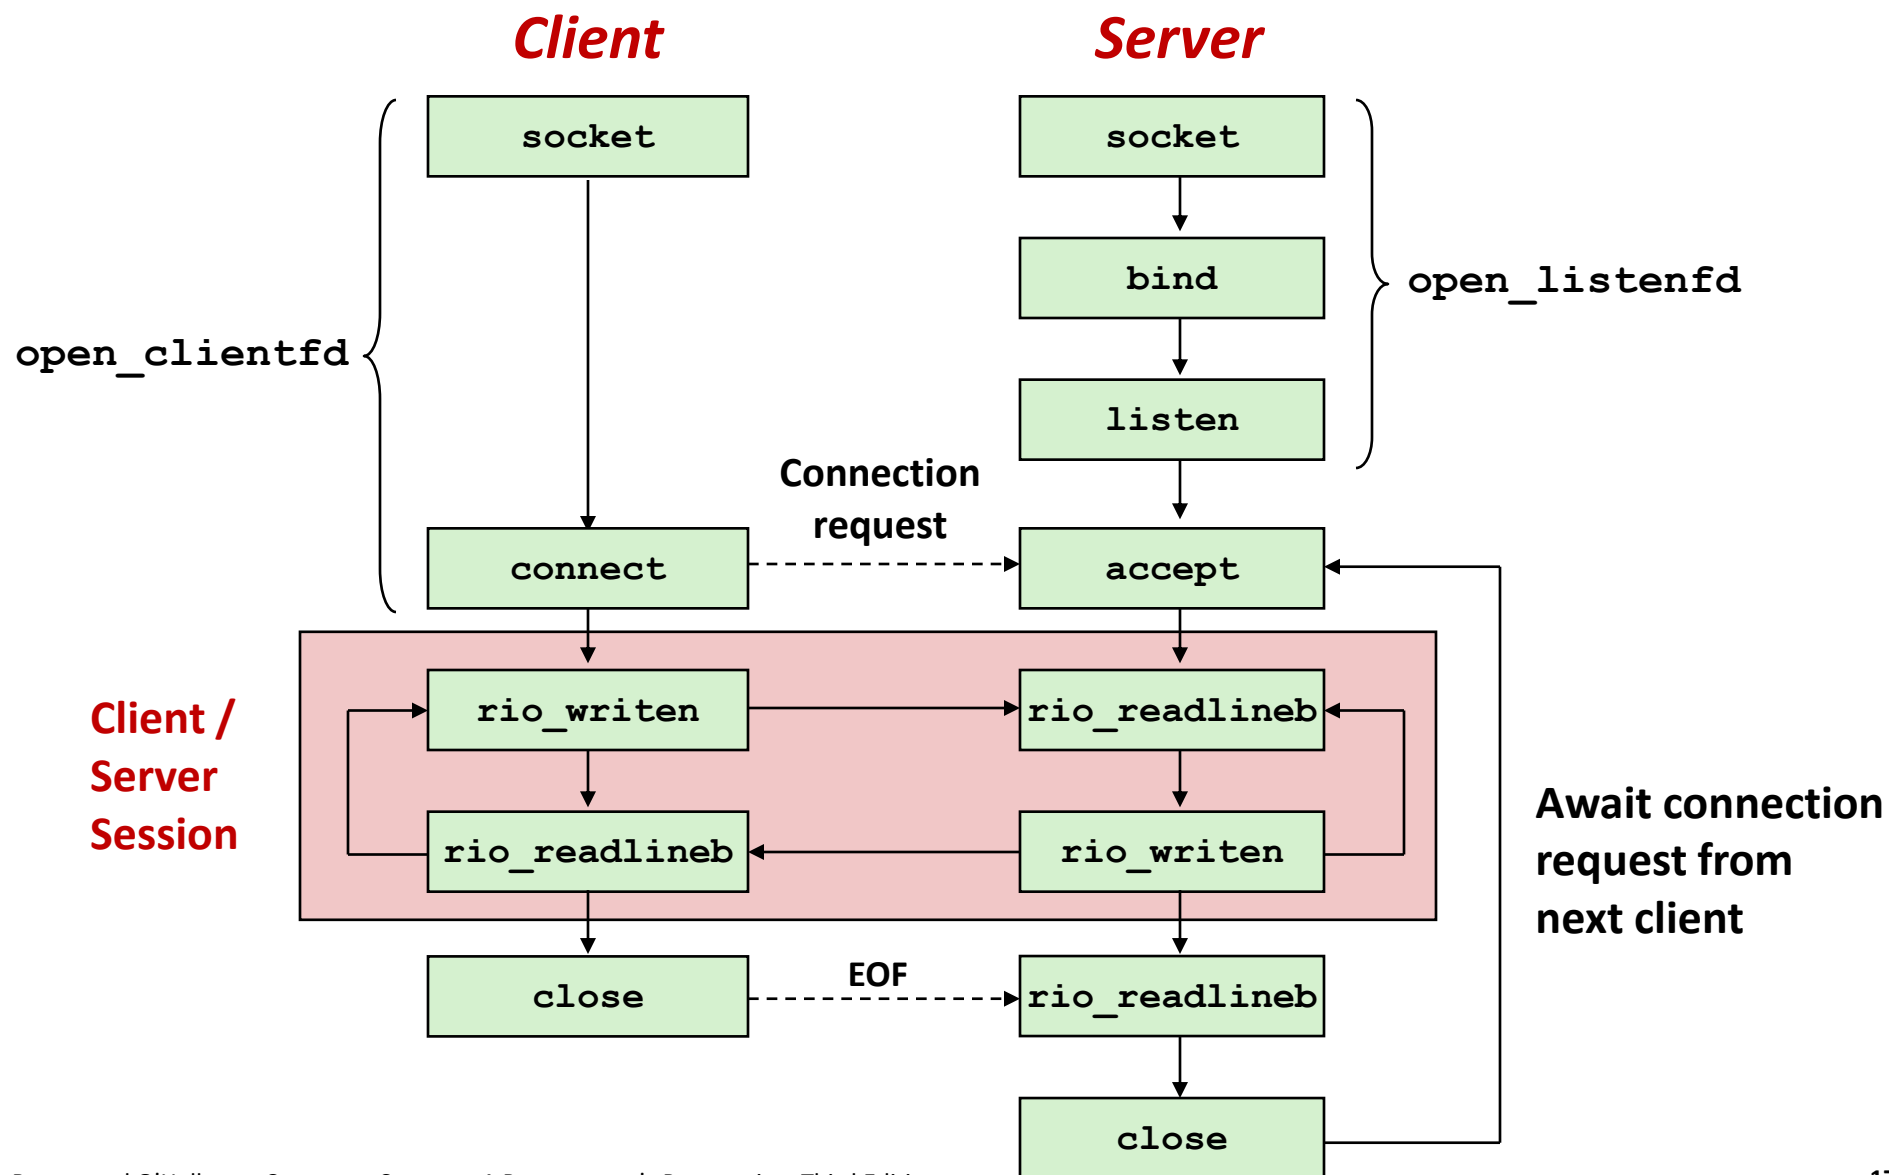 Client
Server
socket
socket
bind
open_listenfd
open_clientfd
listen
Connection
request
connect
accept
Client /
Server
Session
rio_writen
rio_readlineb
rio_readlineb
rio_writen
Await connection
request from
next client
close
EOF
rio_readlineb
close